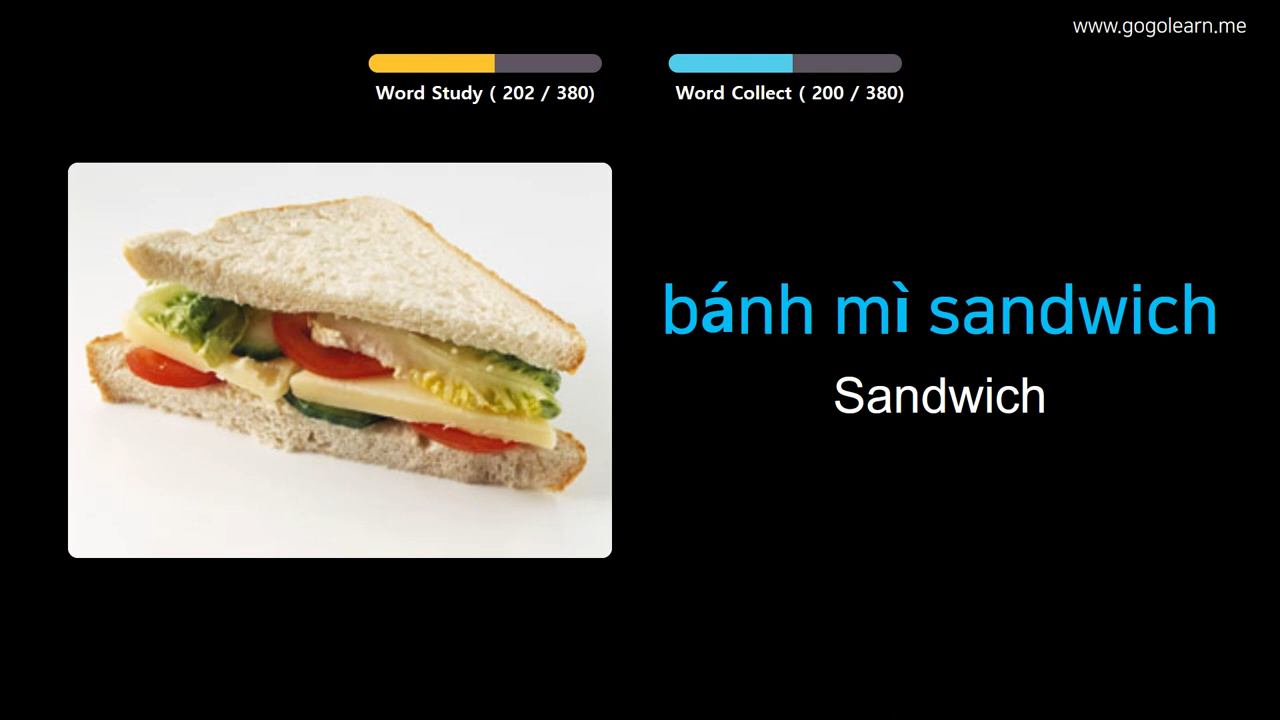 www.gogolearn.me
Word Study ( 202 / 380)
Word Collect ( 200 / 380)
bánh mì sandwich
Sandwich